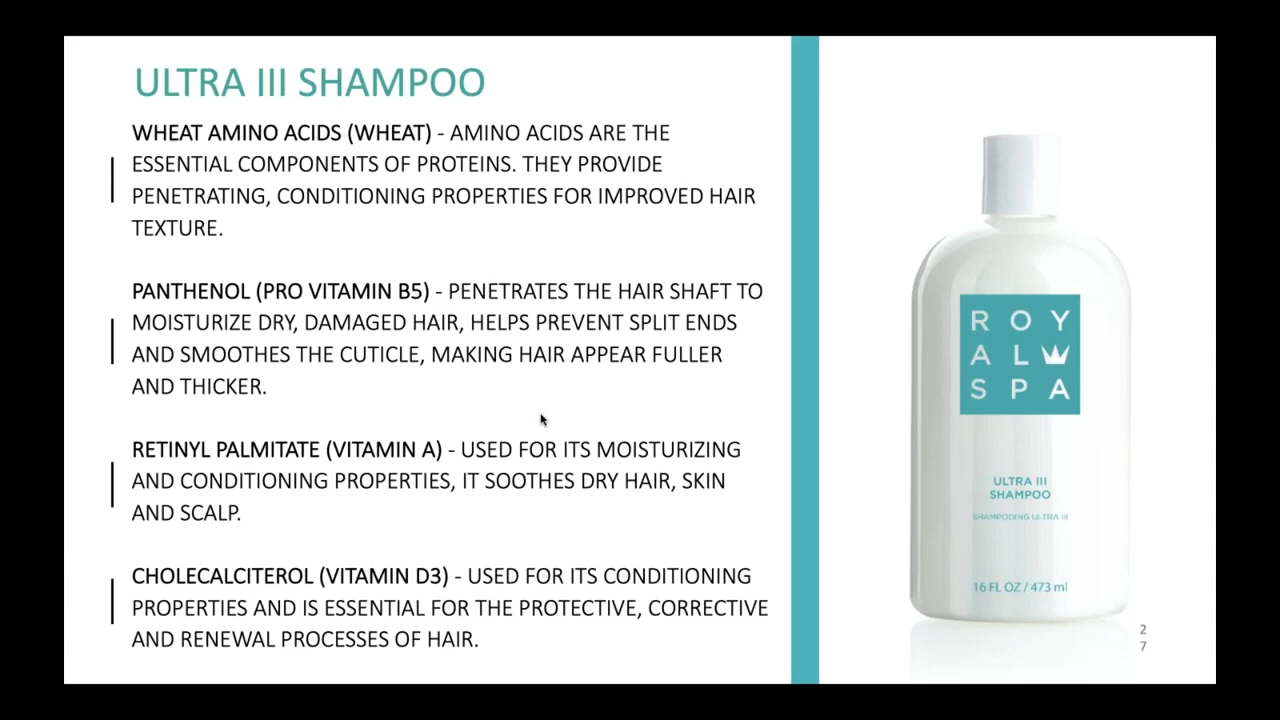 ULTRA III SHAMPOO
WHEAT AMINO ACIDS (WHEAT) - AMINO ACIDS ARE THE
ESSENTIAL COMPONENTS OF PROTEINS. THEY PROVIDE
PENETRATING, CONDITIONING PROPERTIES FOR IMPROVED HAIR
TEXTURE.
PANTHENOL (PRO VITAMIN B5) - PENETRATES THE HAIR SHAFT TO
MOISTURIZE DRY, DAMAGED HAIR, HELPS PREVENT SPLIT ENDS
AND SMOOTHES THE CUTICLE, MAKING HAIR APPEAR FULLER
AND THICKER.
RETINYL PALMITATE (VITAMIN A) - USED FOR ITS MOISTURIZING
AND CONDITIONING PROPERTIES, IT SOOTHES DRY HAIR, SKIN
AND SCALP.
CHOLECALCITEROL (VITAMIN D3) - USED FOR ITS CONDITIONING
PROPERTIES AND IS ESSENTIAL FOR THE PROTECTIVE, CORRECTIVE
AND RENEWAL PROCESSES OF HAIR.
ROY
AL
SPA
ULTRA III
SHAMPOO
SHAMPOOING ULTRA III
16 FL OZ / 473 ml
2
7